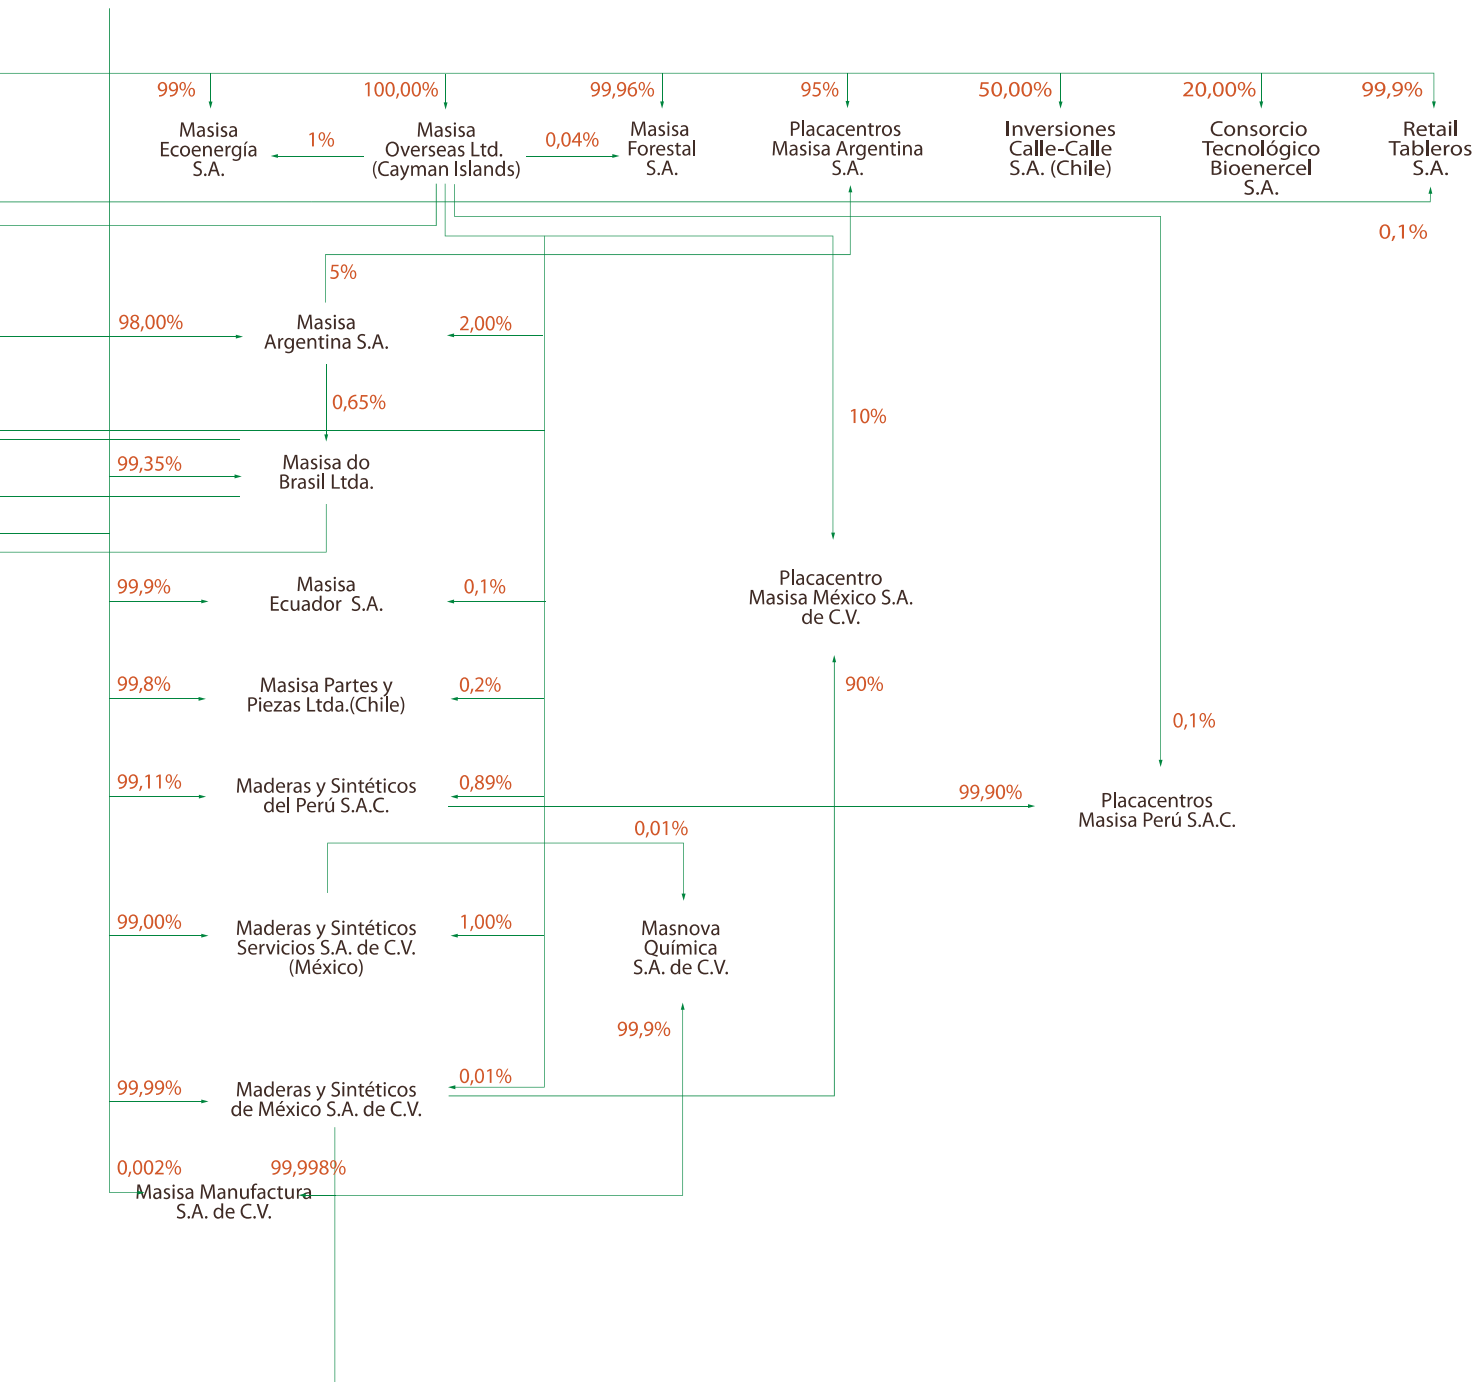 99%
100,00%
99,96%
95%
50,00%
20,00%
99,9%
Masisa
Ecoenergía
S.A.
1%
Masisa
Overseas Ltd.
(Cayman Islands)
0,04%
Masisa
Forestal
S.A.
Placacentros
Masisa Argentina
S.A.
Inversiones
Calle-Calle
S.A. (Chile)
Consorcio
Tecnológico
Bioenercel
S.A.
Retail
Tableros
S.A.
0,1%
5%
98,00%
Masisa
Argentina S.A.
2,00%
0,65%
10%
99,35%
Masisa do
Brasil Ltda.
99,9%
Masisa
Ecuador S.A.
0,1%
Placacentro
Masisa México S.A.
de C.V.
99,8%
Masisa Partes y
Piezas Ltda.(Chile)
0,2%
90%
0,1%
99,11%
Maderas y Sintéticos
del Perú S.A.C.
0,89%
99,90%
Placacentros
Masisa Perú S.A.C.
0,01%
99,00%
Maderas y Sintéticos
Servicios S.A. de C.V.
(México)
1,00%
Masnova
Química
S.A. de C.V.
99,9%
99,99%
Maderas y Sintéticos
de México S.A. de C.V.
0,01%
0,002%
99,998%
Masisa Manufactura
S.A. de C.V.